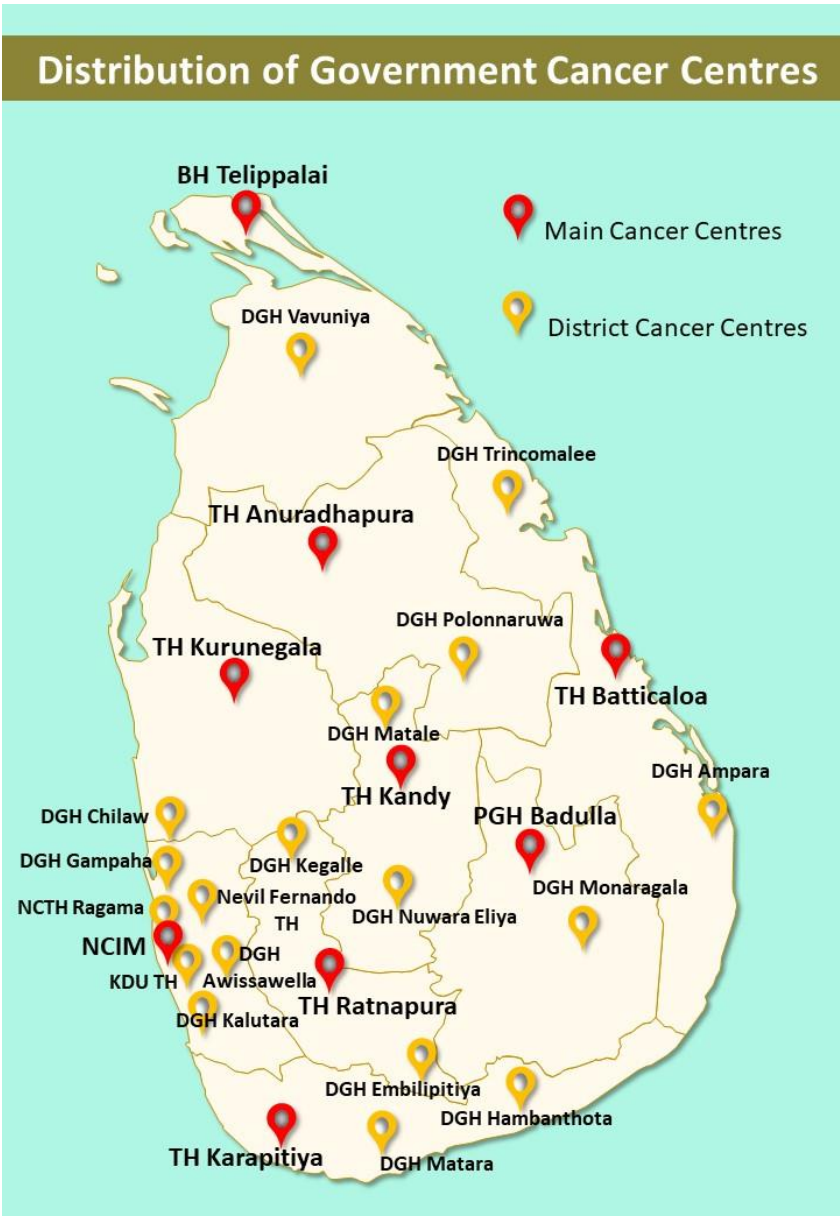 Distribution of Government Cancer Centres
BH Telippalai
Main Cancer Centres
DGH Vavuniya
District Cancer Centres
DGH Trincomalee
TH Anuradhapura
DGH Polonnaruwa
TH Kurunegala
TH Batticaloa
DGH Matale
DGH Ampara
TH Kandy
PGH Badulla
DGH Chilaw
DGH Gampaha
DGH Kegalle
DGH Monaragala
NCTH Ragama
Nevil Fernando
TH
DGH Nuwara Eliya
NCIM
DGH
Awissawella
KDU TH
TH Ratnapura
DGH Kalutara
DGH Embilipitiya
DGH Hambanthota
TH Karapitiya
DGH Matara